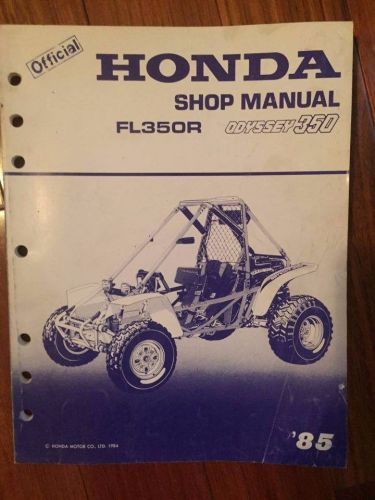 Official
HONDA
SHOP MANUAL
FL350R ODYSSEY 350
© HONDA MOTOR CO., LTD. 1984
'85